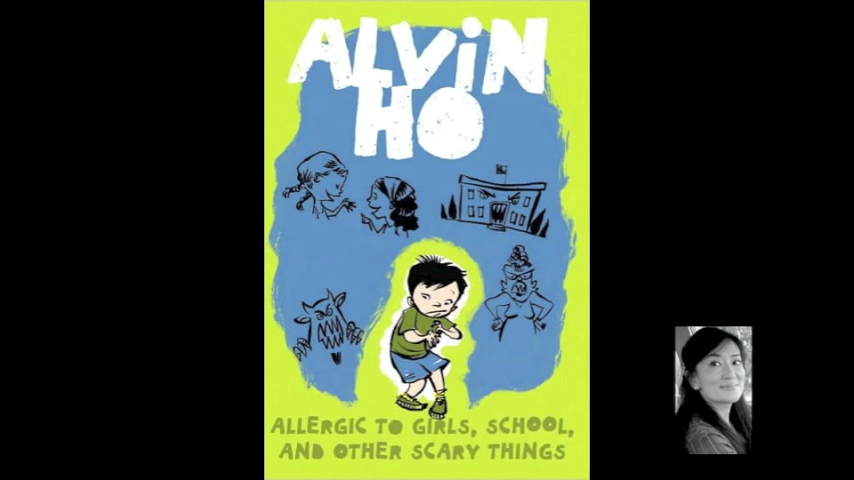 ALViN
HO
ALLERGIC TO GIRLS, SCHOOL,
AND OTHER SCARY THINGS